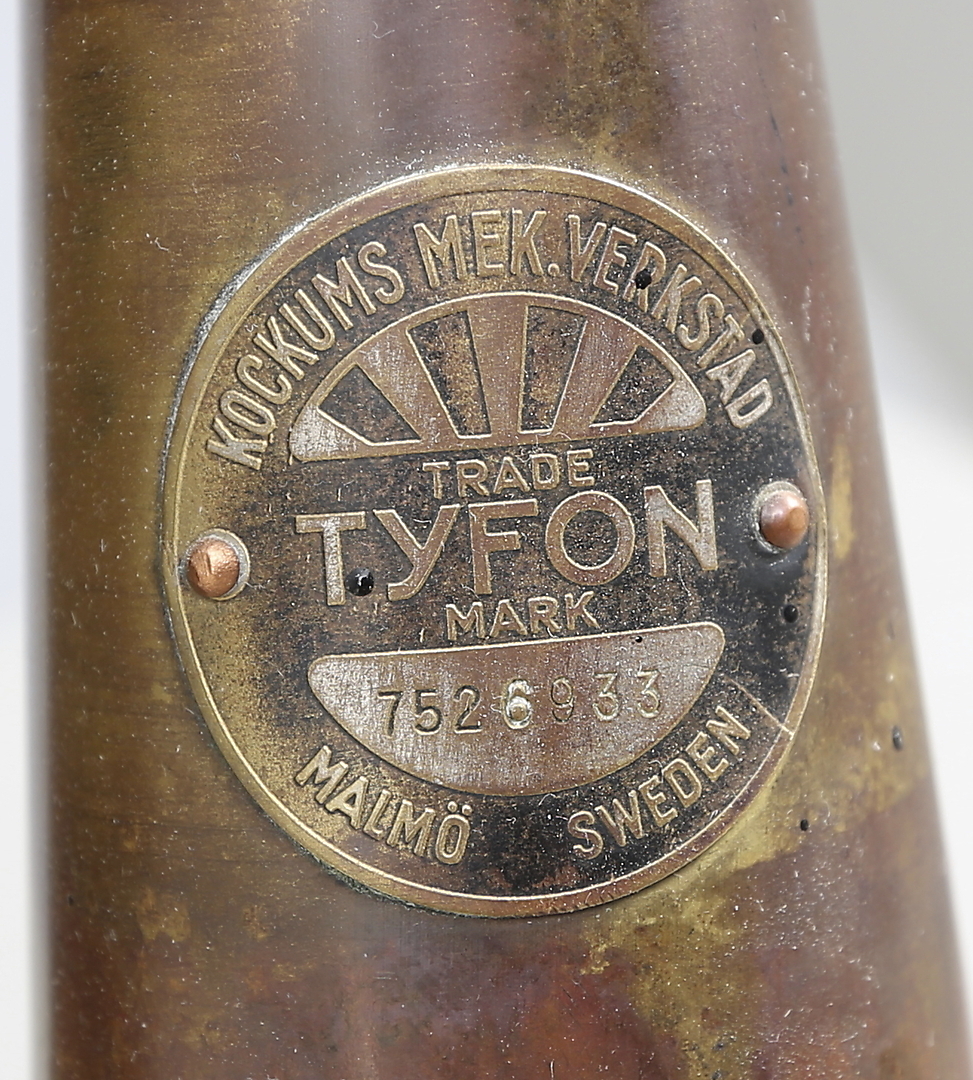 KOCKUMS MEK. VERKSTAD
TRADE
TYFON
MARK
7526933
MALMÖ SWEDEN